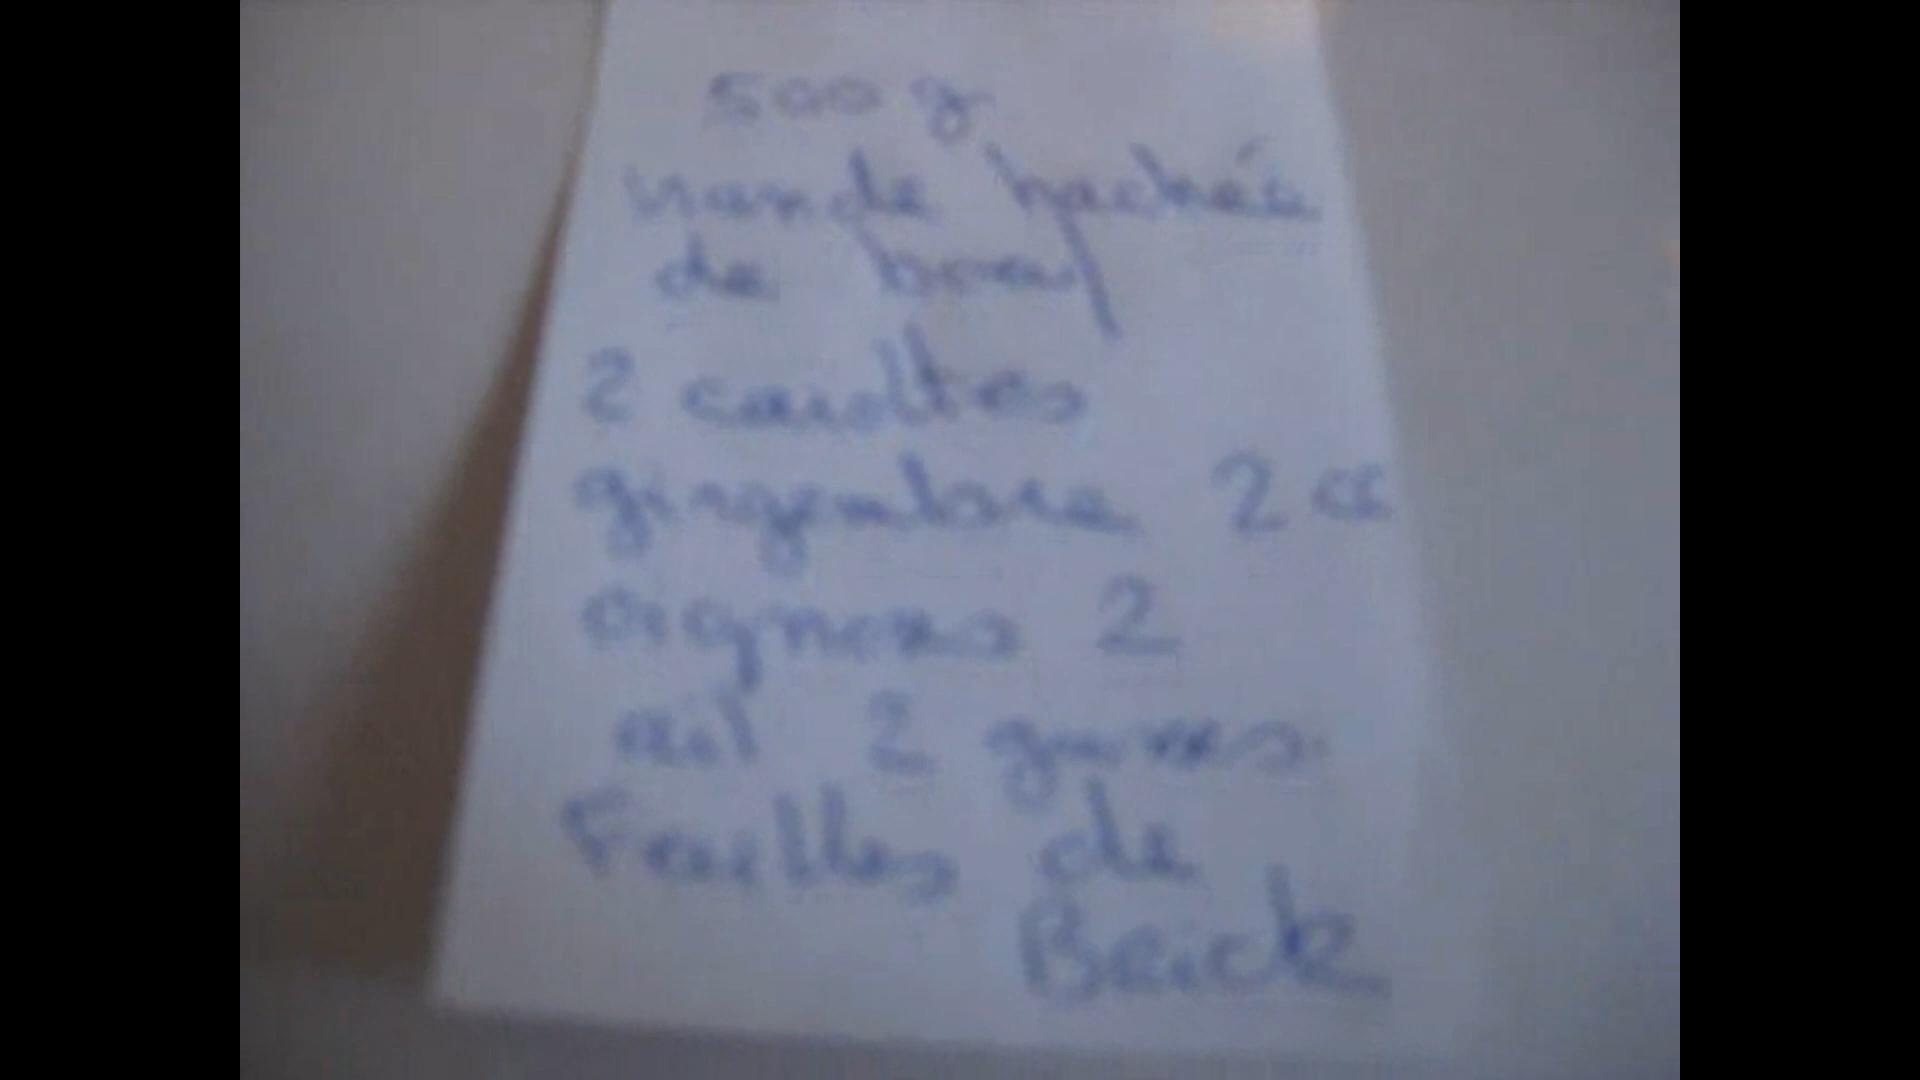 500 g
viande hachée
de boeuf
2 carottes
gingembre 2 cc
oignons 2
ail 2 gousses
Feuilles de
Brick